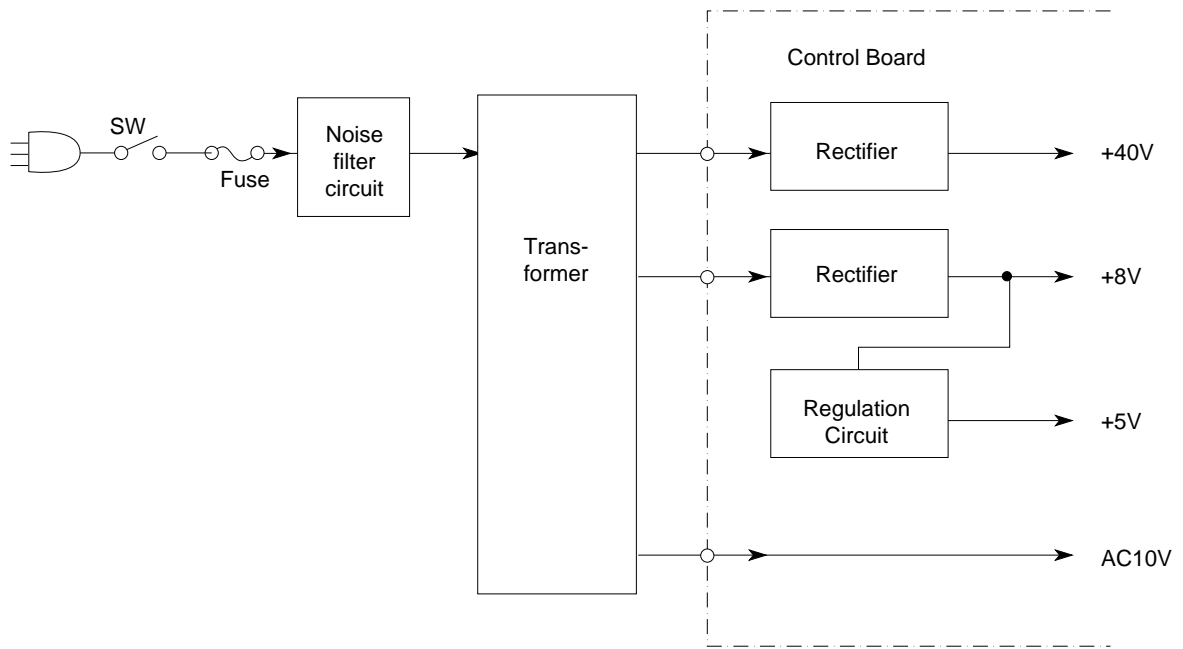 Control Board
SW
Fuse
Noise
filter
circuit
Trans-
former
Rectifier
+40V
Rectifier
+8V
Regulation
Circuit
+5V
AC10V